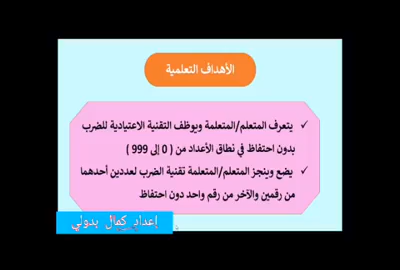 الأهداف التعلمية
✓ يتعرف المتعلم/المتعلمة ويوظف التقنية الاعتيادية للضرب
بدون احتفاظ في نطاق الأعداد من ( 0 إلى 999 )
✓ يضع وينجز المتعلم/المتعلمة تقنية الضرب لعددين أحدهما
من رقمين والآخر من رقم واحد دون احتفاظ
إعداد كمال بدولي